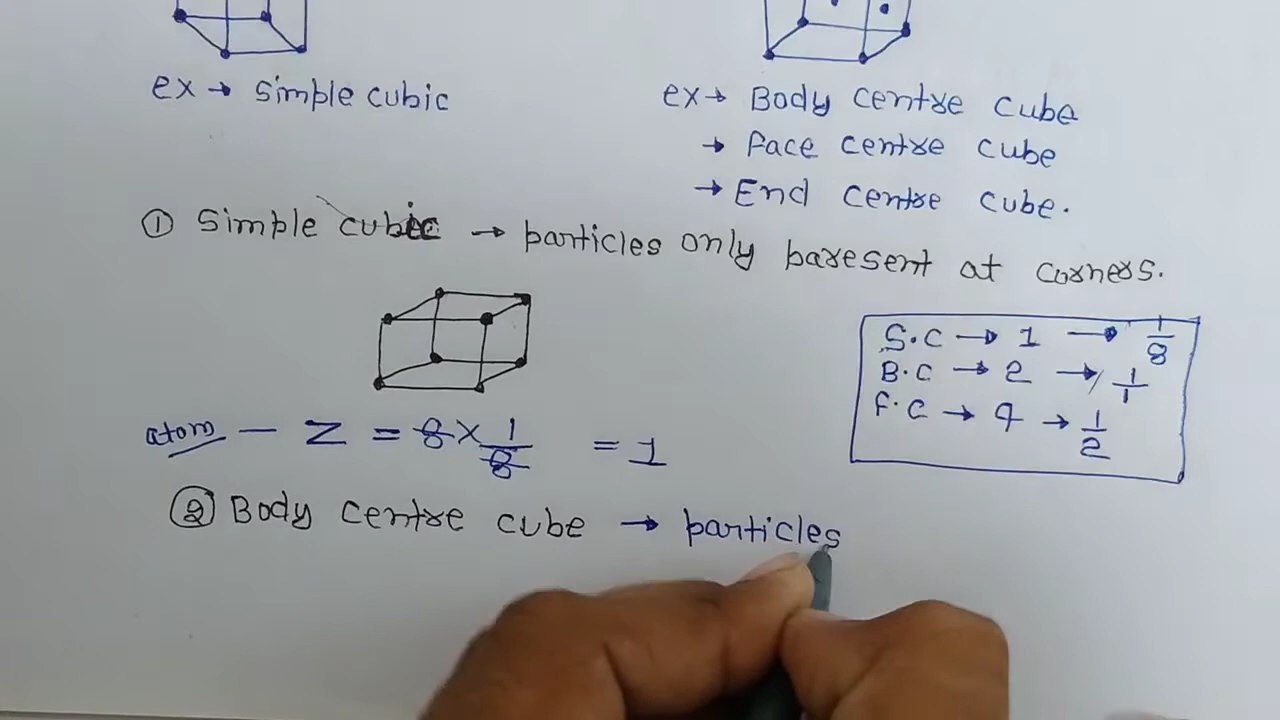 ex → simple cubic
ex → Body centre cube
→ face centre cube
→ End centre cube.
① Simple cubic → particles only paresent at corners.
S.C → 1 → 1/8
B.C → 2 → 1/1
F.C → 4 → 1/2
atom - Z = 8 × 1/8 = 1
② Body centre cube → particles